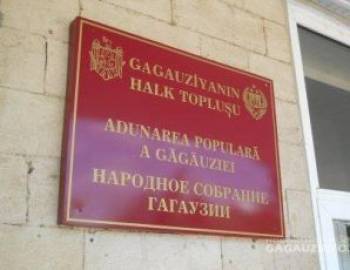 GAGAUZİYANIN
HALK TOPLUŞU
ADUNAREA POPULARĂ
A GĂGĂUZIEI
НАРОДНОЕ СОБРАНИЕ
ГАГАУЗИИ